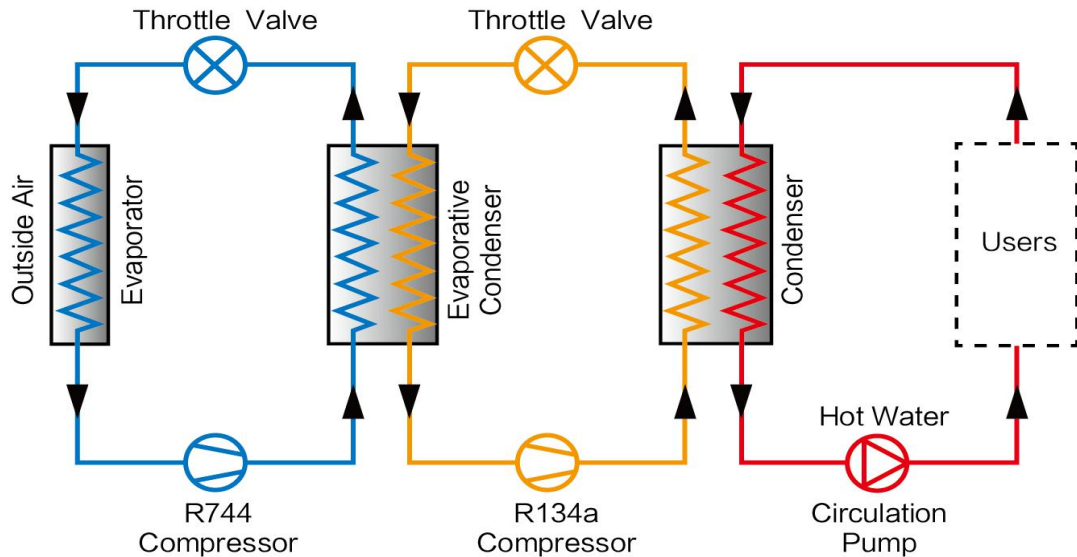 Throttle Valve
Throttle Valve
Outside Air
Evaporator
Evaporative
Condenser
Condenser
Users
Hot Water
R744
Compressor
R134a
Compressor
Circulation
Pump